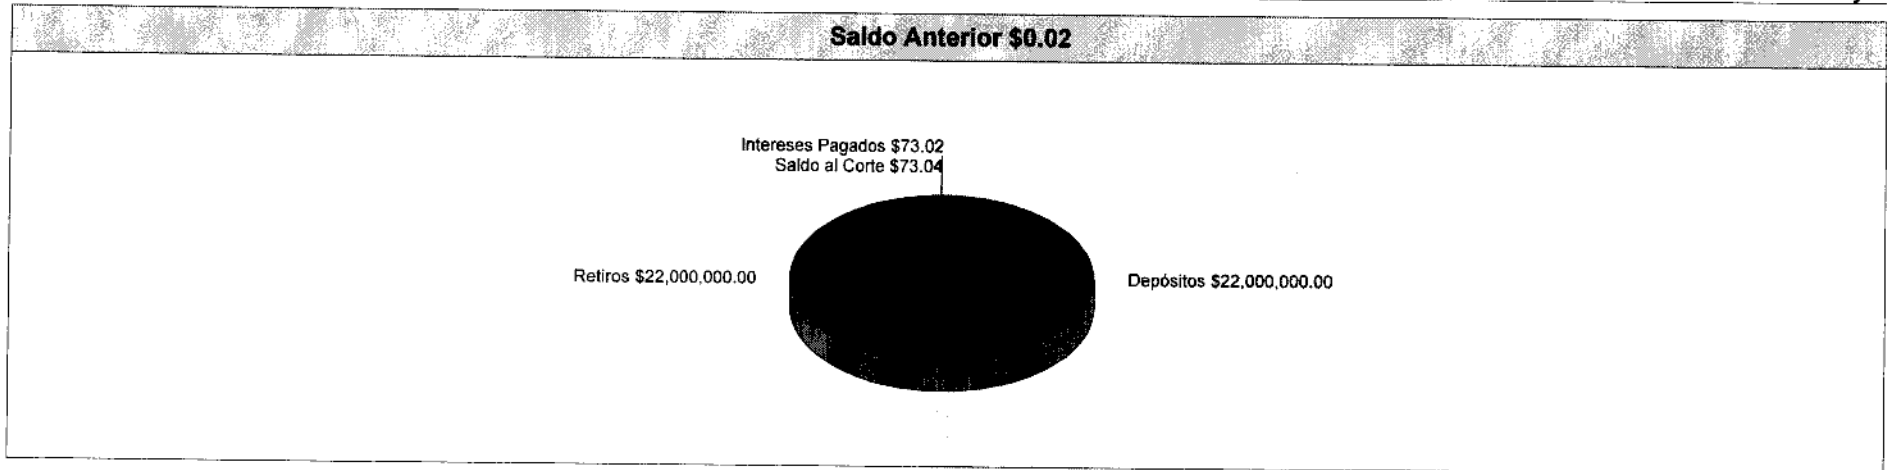 Saldo Anterior $0.02
Intereses Pagados $73.02
Saldo al Corte $73.04
Retiros $22,000,000.00
Depósitos $22,000,000.00